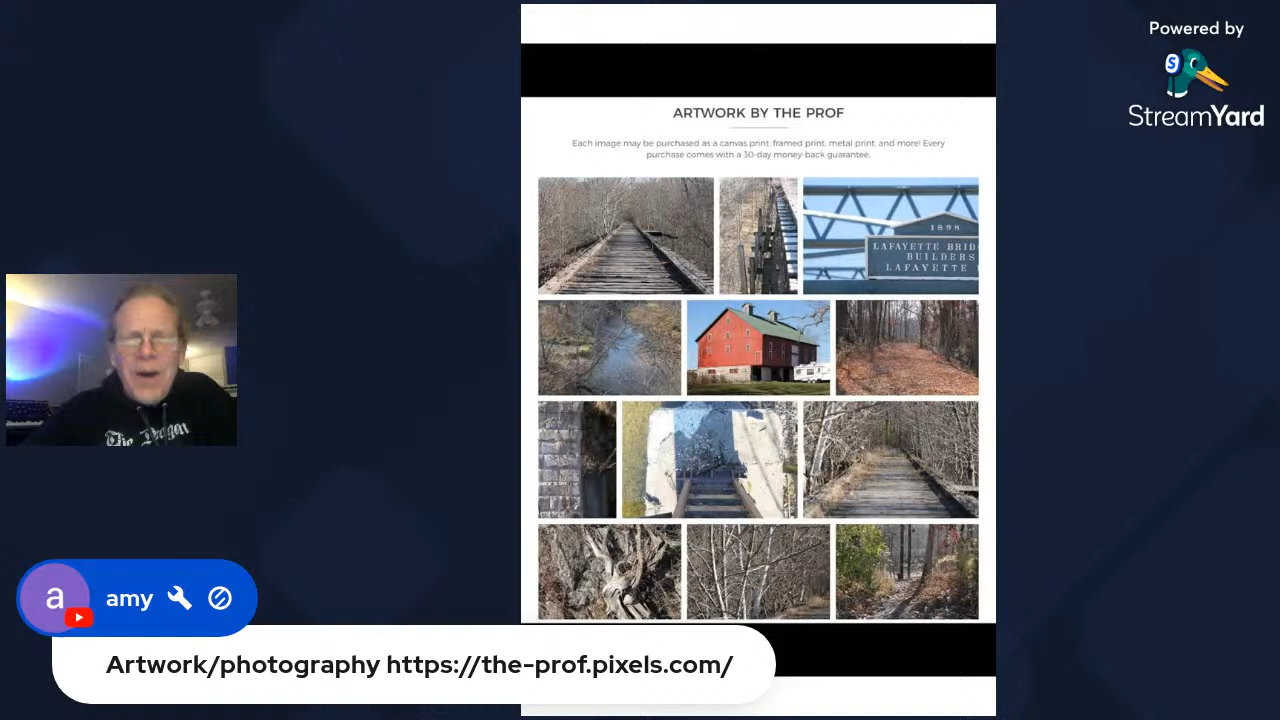 Powered by
S
StreamYard
ARTWORK BY THE PROF
Each image may be purchased as a canvas print, framed print, metal print, and more! Every
purchase comes with a 30-day money-back guarantee.
1898
LAFAYETTE BRID
BUILDERS
LAFAYETTE
The Dragon
a
amy
Artwork/photography https://the-prof.pixels.com/